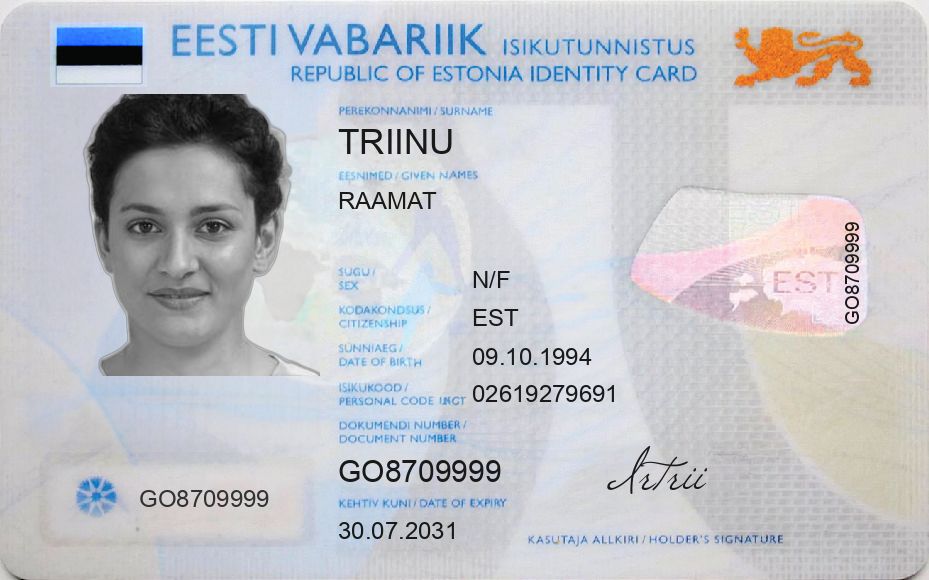 EESTI VABARIIK ISIKUTUNNISTUS
REPUBLIC OF ESTONIA IDENTITY CARD
PEREKONNANIMI / SURNAME
TRIINU
EESNIMED / GIVEN NAMES
RAAMAT
SUGU /
SEX
N/F
KODAKONDSUS /
CITIZENSHIP
EST
SÜNNIAEG /
DATE OF BIRTH
09.10.1994
ISIKUKOOD /
PERSONAL CODE
02619279691
DOKUMENDI NUMBER /
DOCUMENT NUMBER
GO8709999
KEHTIV KUNI / DATE OF EXPIRY
30.07.2031
GO8709999
EST
GO8709999
Artrii
KASUTAJA ALLKIRI / HOLDER'S SIGNATURE